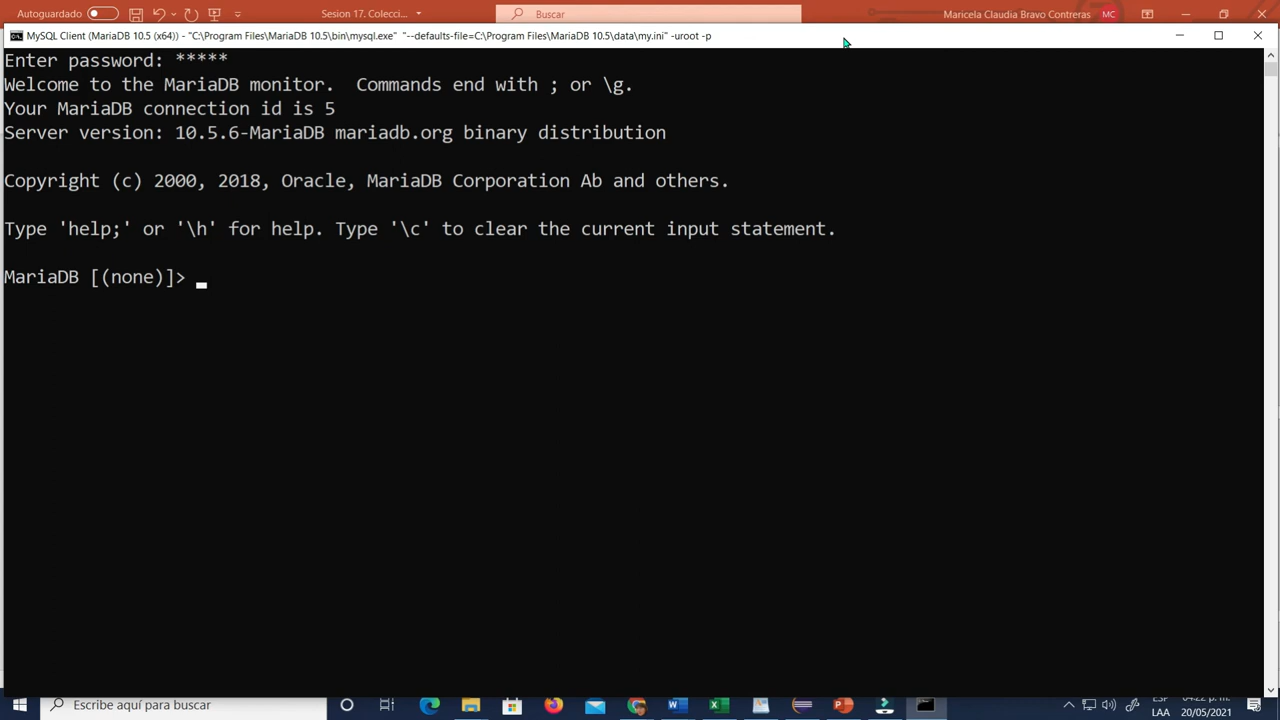 Autoguardado
Sesion 17. Colecci...
Buscar
Maricela Claudia Bravo Contreras
MC
MySQL Client (MariaDB 10.5 (x64)) - "C:\Program Files\MariaDB 10.5\bin\mysql.exe" "--defaults-file=C:\Program Files\MariaDB 10.5\data\my.ini" -uroot -p
Enter password: *****
Welcome to the MariaDB monitor.  Commands end with ; or \g.
Your MariaDB connection id is 5
Server version: 10.5.6-MariaDB mariadb.org binary distribution
Copyright (c) 2000, 2018, Oracle, MariaDB Corporation Ab and others.
Type 'help;' or '\h' for help. Type '\c' to clear the current input statement.
MariaDB [(none)]> _
Escribe aquí para buscar
ESP
LAA
04:22 p. m.
20/05/2021